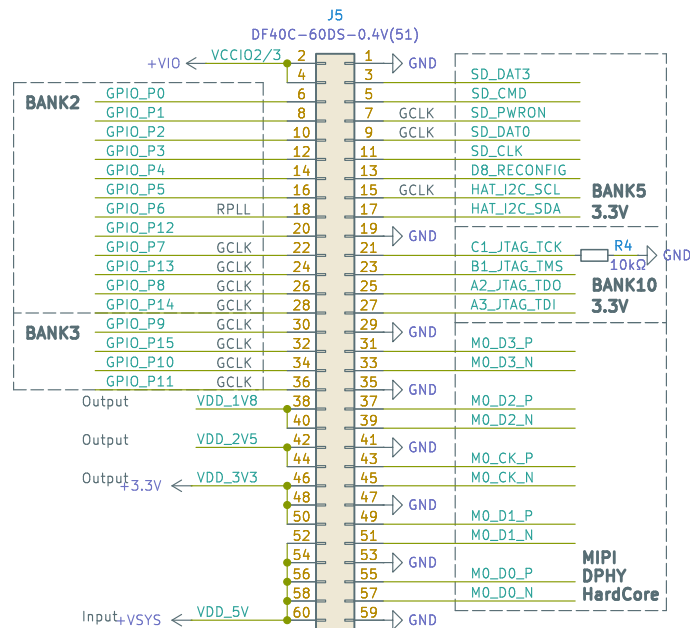 J5
DF40C-60DS-0.4V(51)
+VIO VCCIO2/3 2 1 GND
4 3 SD_DAT3
BANK2 GPIO_P0 6 5 SD_CMD
GPIO_P1 8 7 GCLK SD_PWRON
GPIO_P2 10 9 GCLK SD_DAT0
GPIO_P3 12 11 SD_CLK
GPIO_P4 14 13 D8_RECONFIG
GPIO_P5 16 15 GCLK HAT_I2C_SCL BANK5
GPIO_P6 RPLL 18 17 HAT_I2C_SDA 3.3V
GPIO_P12 20 19 GND
GPIO_P7 GCLK 22 21 C1_JTAG_TCK R4 GND
GPIO_P13 GCLK 24 23 B1_JTAG_TMS 10kΩ
GPIO_P8 GCLK 26 25 A2_JTAG_TDO BANK10
GPIO_P14 GCLK 28 27 A3_JTAG_TDI 3.3V
BANK3 GPIO_P9 GCLK 30 29 GND
GPIO_P15 GCLK 32 31 M0_D3_P
GPIO_P10 GCLK 34 33 M0_D3_N
GPIO_P11 GCLK 36 35 GND
Output VDD_1V8 38 37 M0_D2_P
40 39 M0_D2_N
Output VDD_2V5 42 41 GND
44 43 M0_CK_P
Output +3.3V VDD_3V3 46 45 M0_CK_N
48 47 GND
50 49 M0_D1_P
52 51 M0_D1_N
54 53 GND MIPI
56 55 M0_D0_P DPHY
58 57 M0_D0_N HardCore
Input +VSYS VDD_5V 60 59 GND